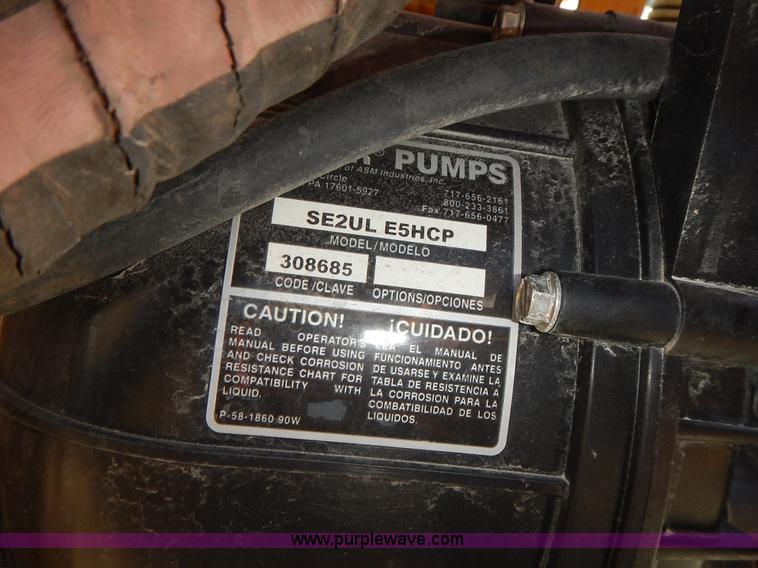 ® PUMPS
of ASM Industries, Inc.
Circle
PA 17601-5927
717-656-2161
800-233-3861
Fax 717-656-0477
SE2UL E5HCP
MODEL/MODELO
308685
CODE/CLAVE OPTIONS/OPCIONES
CAUTION!
READ OPERATOR'S
MANUAL BEFORE USING
AND CHECK CORROSION
RESISTANCE CHART FOR
COMPATIBILITY WITH
LIQUID.
¡CUIDADO!
LEA EL MANUAL DE
FUNCIONAMIENTO ANTES
DE USARSE Y EXAMINE LA
TABLA DE RESISTENCIA A
LA CORROSION PARA LA
COMBATIBILIDAD DE LOS
LIQUIDOS.
P-58-1860 90W
www.purplewave.com